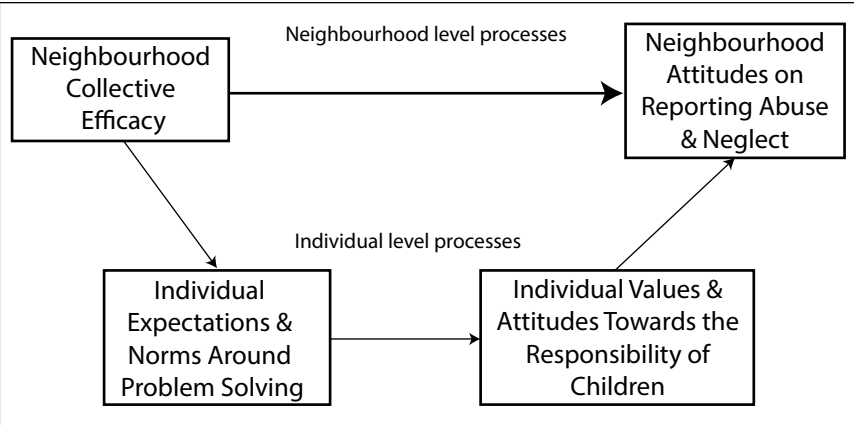 Neighbourhood level processes
Neighbourhood
Collective
Efficacy
Neighbourhood
Attitudes on
Reporting Abuse
& Neglect
Individual level processes
Individual
Expectations &
Norms Around
Problem Solving
Individual Values &
Attitudes Towards the
Responsibility of
Children